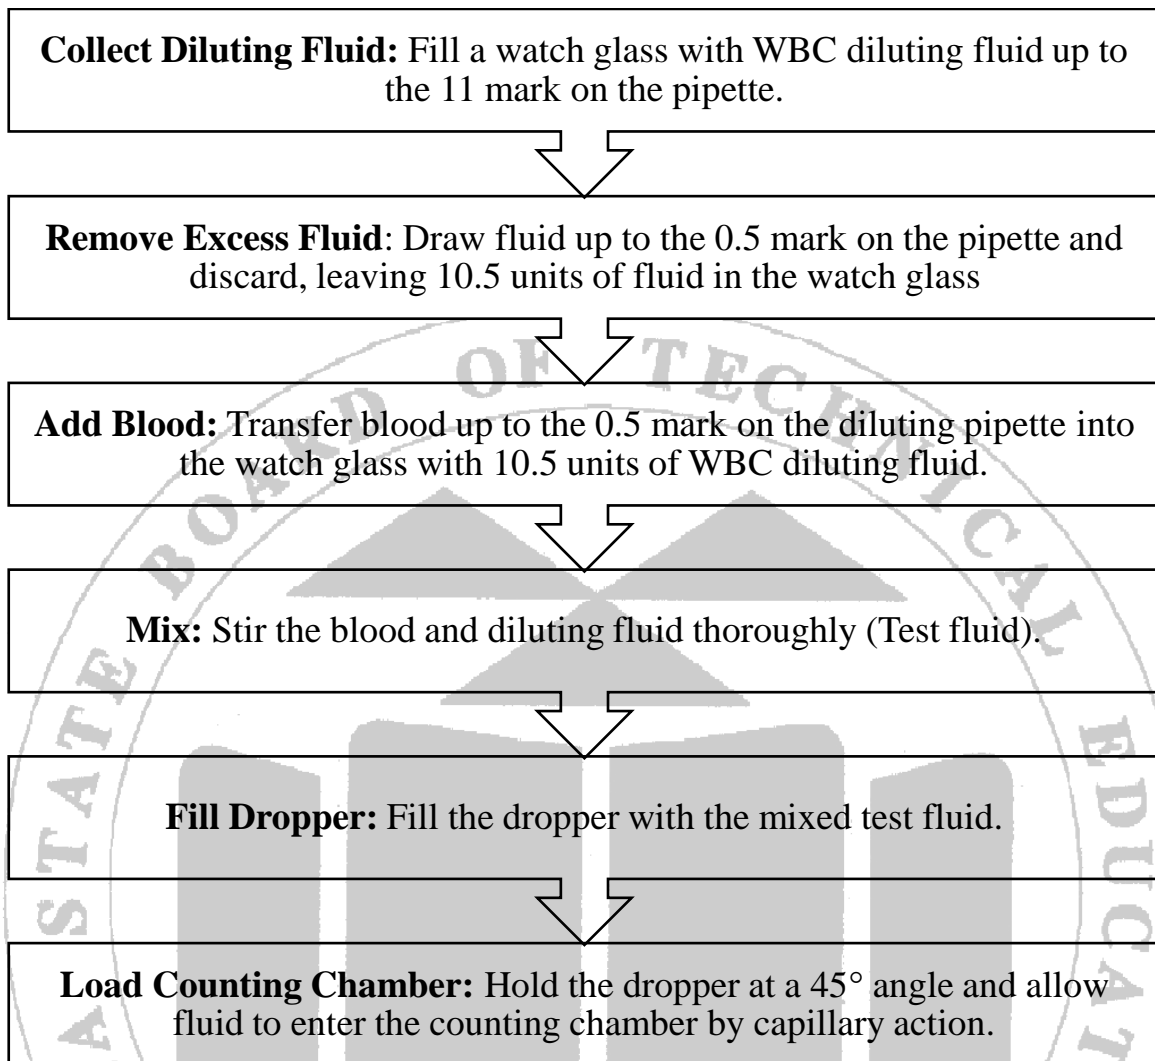 Collect Diluting Fluid: Fill a watch glass with WBC diluting fluid up to
the 11 mark on the pipette.
Remove Excess Fluid: Draw fluid up to the 0.5 mark on the pipette and
discard, leaving 10.5 units of fluid in the watch glass
Add Blood: Transfer blood up to the 0.5 mark on the diluting pipette into
the watch glass with 10.5 units of WBC diluting fluid.
Mix: Stir the blood and diluting fluid thoroughly (Test fluid).
Fill Dropper: Fill the dropper with the mixed test fluid.
Load Counting Chamber: Hold the dropper at a 45° angle and allow
fluid to enter the counting chamber by capillary action.
STATE BOARD OF TECHNICAL